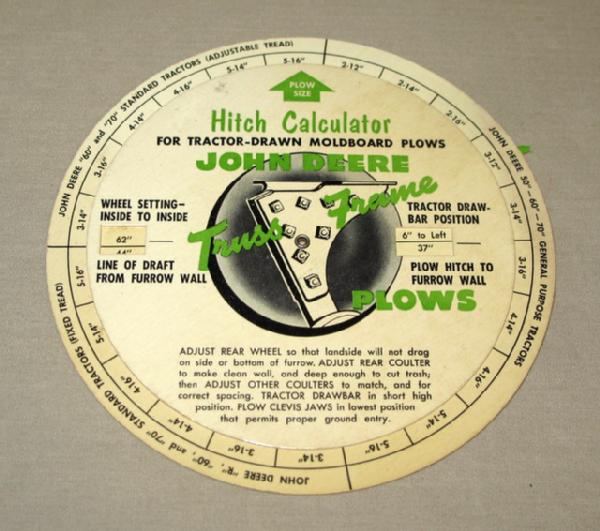 JOHN DEERE "60" and "70" STANDARD TRACTORS (ADJUSTABLE TREAD)
3-14" 3-16" 4-14" 4-16" 5-14" 5-16"
JOHN DEERE 50"-60"-70" GENERAL PURPOSE TRACTORS
2-12" 2-14" 2-16" 3-12" 3-14" 3-16" 4-14" 4-16" 5-14" 5-16"
JOHN DEERE "R", "60", and "70" STANDARD TRACTORS (FIXED TREAD)
3-14" 3-16" 4-14" 4-16" 5-14" 5-16"
PLOW
SIZE
Hitch Calculator
FOR TRACTOR-DRAWN MOLDBOARD PLOWS
JOHN DEERE
Truss Frame
PLOWS
WHEEL SETTING-
INSIDE TO INSIDE
62"
44"
LINE OF DRAFT
FROM FURROW WALL
TRACTOR DRAW-
BAR POSITION
6" to Left
37"
PLOW HITCH TO
FURROW WALL
ADJUST REAR WHEEL so that landside will not drag
on side or bottom of furrow. ADJUST REAR COULTER
to make clean wall, and deep enough to cut trash;
then ADJUST OTHER COULTERS to match, and for
correct spacing. TRACTOR DRAWBAR in short high
position. PLOW CLEVIS JAWS in lowest position
that permits proper ground entry.